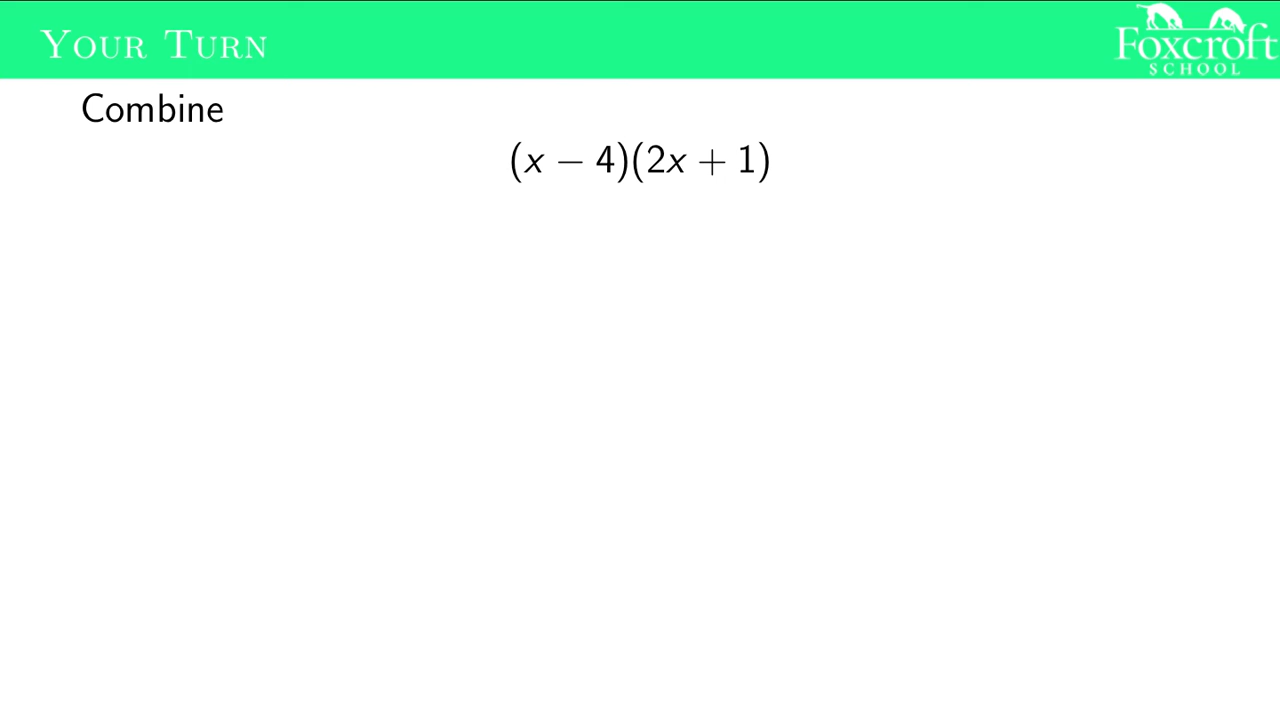 Your Turn
Foxcroft
SCHOOL
Combine
(x − 4)(2x + 1)